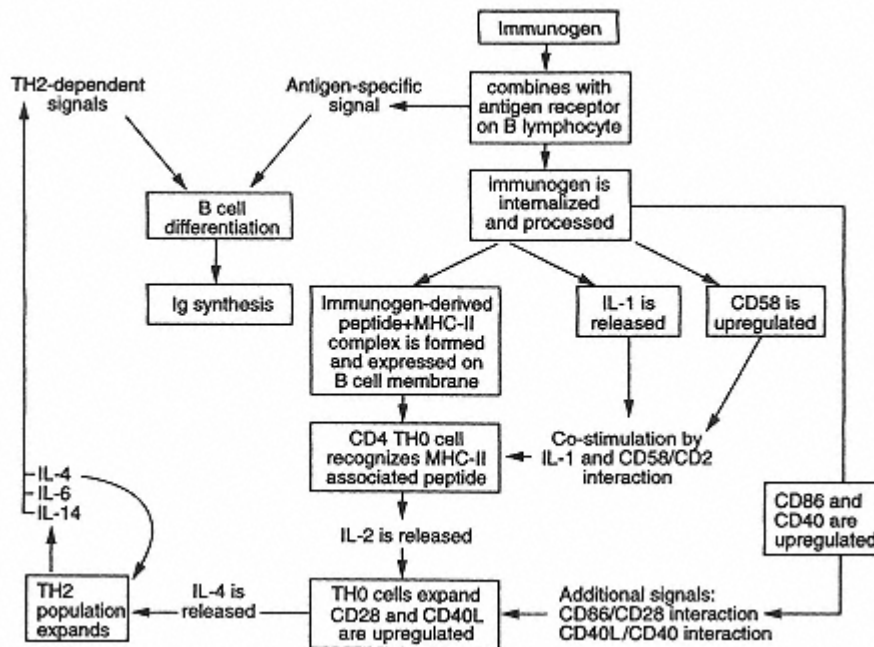 Immunogen
TH2-dependent
signals
Antigen-specific
signal
combines with
antigen receptor
on B lymphocyte
B cell
differentiation
Immunogen is
internalized
and processed
Ig synthesis
Immunogen-derived
peptide+MHC-II
complex is formed
and expressed on
B cell membrane
IL-1 is
released
CD58 is
upregulated
CD4 TH0 cell
recognizes MHC-II
associated peptide
Co-stimulation by
IL-1 and CD58/CD2
interaction
IL-4
IL-6
IL-14
CD86 and
CD40 are
upregulated
IL-2 is released
TH2
population
expands
IL-4 is
released
TH0 cells expand
CD28 and CD40L
are upregulated
Additional signals:
CD86/CD28 interaction
CD40L/CD40 interaction